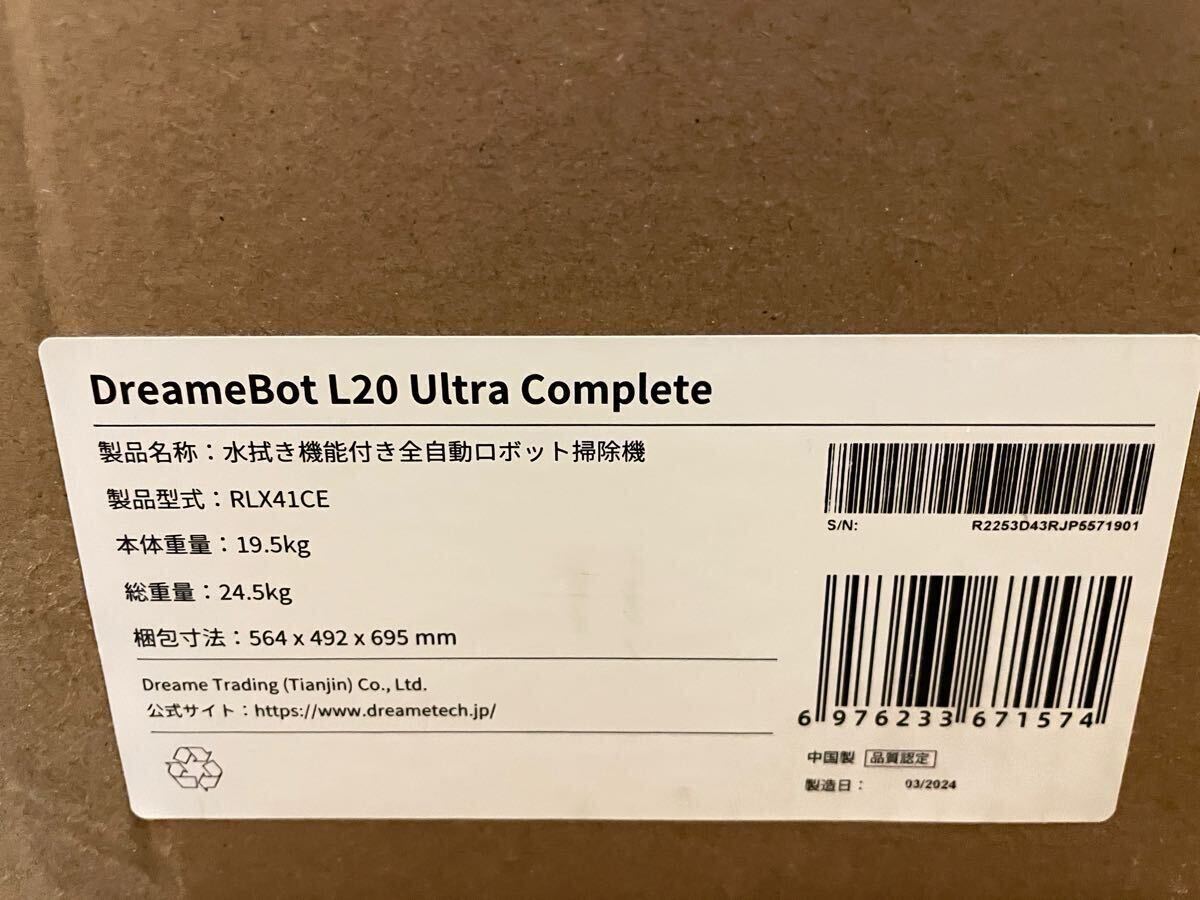 DreameBot L20 Ultra Complete
製品名称：水拭き機能付き全自動ロボット掃除機
製品型式：RLX41CE
本体重量：19.5kg
総重量：24.5kg
梱包寸法：564 x 492 x 695 mm
Dreame Trading (Tianjin) Co., Ltd.
公式サイト：https://www.dreametech.jp/
S/N: R2253D43RJP5571901
6 976233 671574
中国製 品質認定
製造日： 03/2024